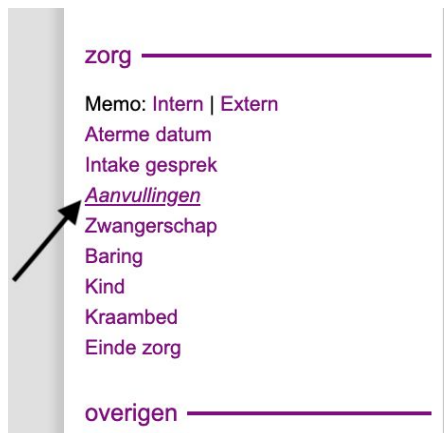 zorg
Memo: Intern | Extern
Aterme datum
Intake gesprek
Aanvullingen
Zwangerschap
Baring
Kind
Kraambed
Einde zorg
overigen